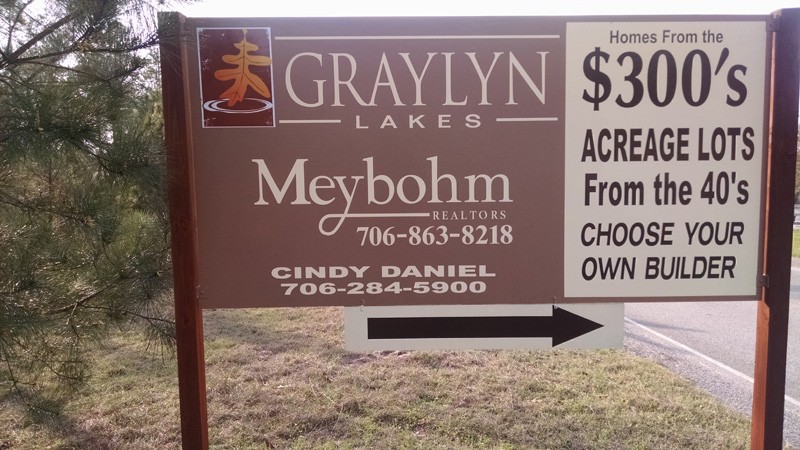 GRAYLYN
LAKES
Meybohm
REALTORS
706-863-8218
CINDY DANIEL
706-284-5900
Homes From the
$300's
ACREAGE LOTS
From the 40's
CHOOSE YOUR
OWN BUILDER